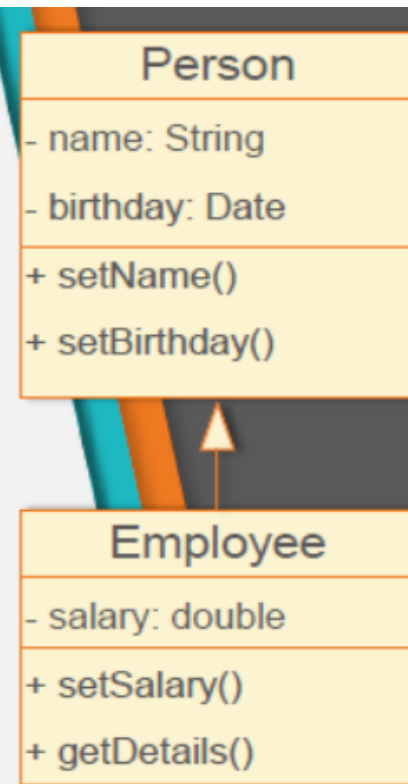 Person
- name: String
- birthday: Date
+ setName()
+ setBirthday()
Employee
- salary: double
+ setSalary()
+ getDetails()